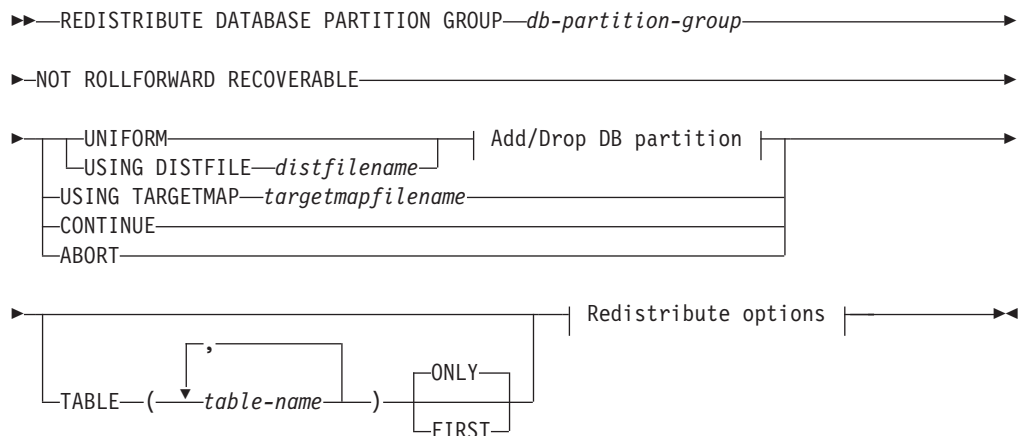 REDISTRIBUTE DATABASE PARTITION GROUP db-partition-group
NOT ROLLFORWARD RECOVERABLE
UNIFORM Add/Drop DB partition
USING DISTFILE distfilename
USING TARGETMAP targetmapfilename
CONTINUE
ABORT
Redistribute options
,
ONLY
TABLE ( table-name )
FIRST